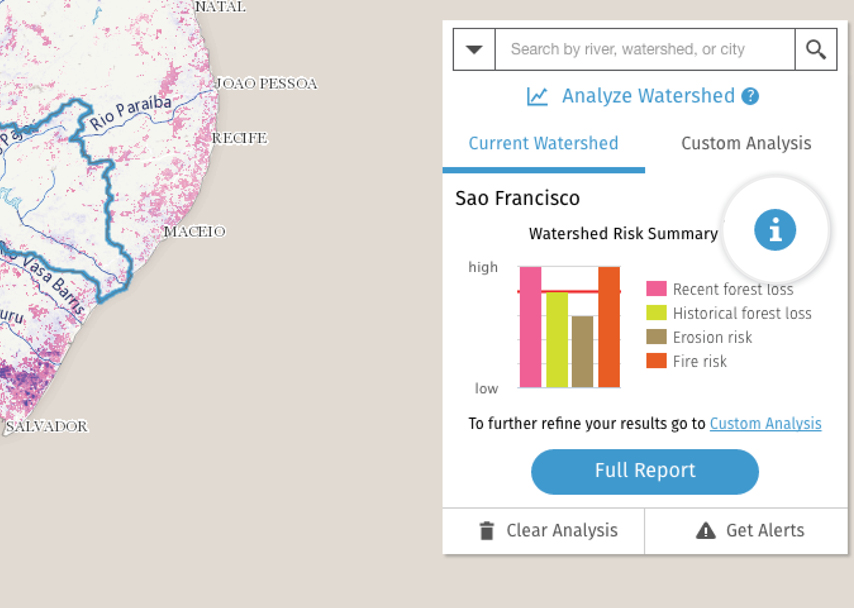 NATAL
JOAO PESSOA
Rio Paraíba
RECIFE
MACEIO
Vasa Barris
uru
SALVADOR
Search by river, watershed, or city
Analyze Watershed ?
Current Watershed
Custom Analysis
Sao Francisco
Watershed Risk Summary
i
high
low
Recent forest loss
Historical forest loss
Erosion risk
Fire risk
To further refine your results go to Custom Analysis
Full Report
Clear Analysis
Get Alerts